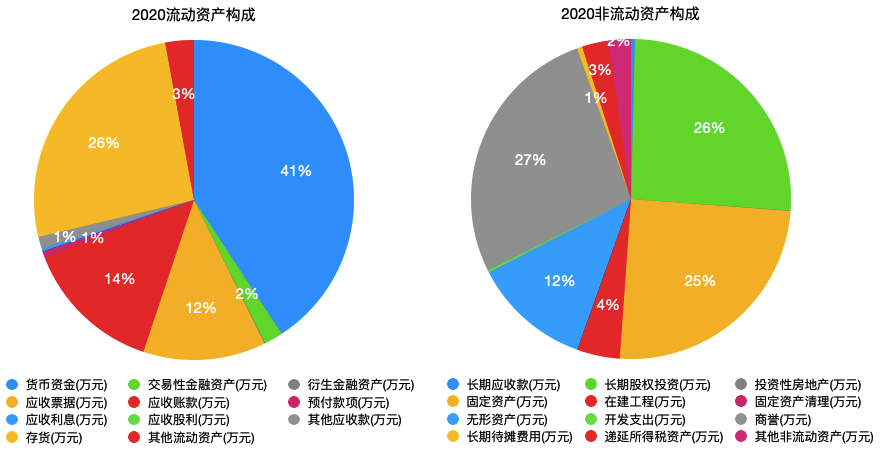 2020流动资产构成
41%
2%
12%
14%
1%
1%
26%
3%
货币资金(万元) 交易性金融资产(万元) 衍生金融资产(万元)
应收票据(万元) 应收账款(万元) 预付款项(万元)
应收利息(万元) 应收股利(万元) 其他应收款(万元)
存货(万元) 其他流动资产(万元)
2020非流动资产构成
26%
25%
4%
12%
27%
1%
3%
2%
长期应收款(万元) 长期股权投资(万元) 投资性房地产(万元)
固定资产(万元) 在建工程(万元) 固定资产清理(万元)
无形资产(万元) 开发支出(万元) 商誉(万元)
长期待摊费用(万元) 递延所得税资产(万元) 其他非流动资产(万元)